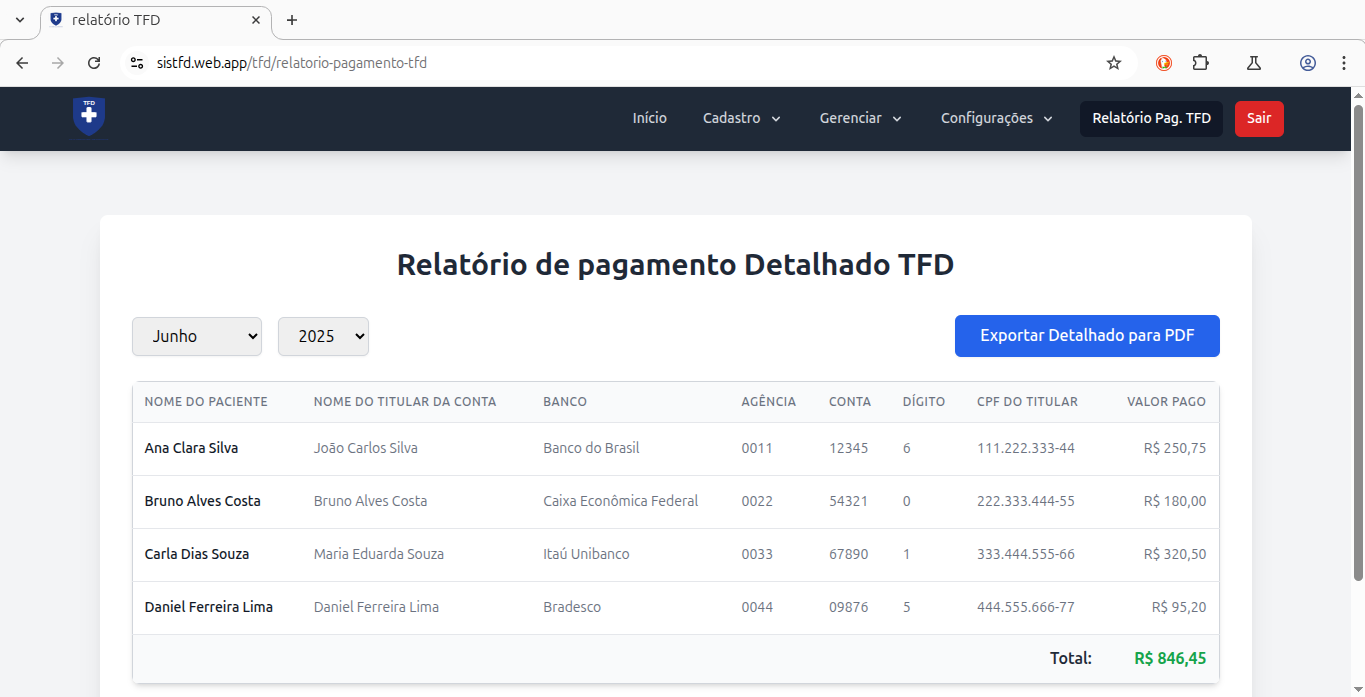 relatório TFD
sistfd.web.app/tfd/relatorio-pagamento-tfd
TFD
Início Cadastro Gerenciar Configurações Relatório Pag. TFD Sair
Relatório de pagamento Detalhado TFD
Junho 2025 Exportar Detalhado para PDF
NOME DO PACIENTE NOME DO TITULAR DA CONTA BANCO AGÊNCIA CONTA DÍGITO CPF DO TITULAR VALOR PAGO
Ana Clara Silva João Carlos Silva Banco do Brasil 0011 12345 6 111.222.333-44 R$ 250,75
Bruno Alves Costa Bruno Alves Costa Caixa Econômica Federal 0022 54321 0 222.333.444-55 R$ 180,00
Carla Dias Souza Maria Eduarda Souza Itaú Unibanco 0033 67890 1 333.444.555-66 R$ 320,50
Daniel Ferreira Lima Daniel Ferreira Lima Bradesco 0044 09876 5 444.555.666-77 R$ 95,20
Total: R$ 846,45